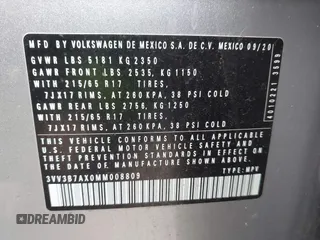 MFD BY VOLKSWAGEN DE MEXICO S.A. DE C.V. MEXICO 09/20
GVWR LBS 5181 KG 2350
GAWR FRONT LBS 2535, KG 1150
WITH 215/65 R17 TIRES,
7JX17 RIMS, AT 260 KPA, 38 PSI COLD
GAWR REAR LBS 2756, KG 1250
WITH 215/65 R17 TIRES,
7JX17 RIMS, AT 260 KPA, 38 PSI COLD
THIS VEHICLE CONFORMS TO ALL APPLICABLE
U.S. FEDERAL MOTOR VEHICLE SAFETY AND THEFT
PREVENTION STANDARDS IN EFFECT ON THE DATE OF
MANUFACTURE SHOWN ABOVE.
3VV3B7AX0MM008809 TYPE: MPV
4010221 3599